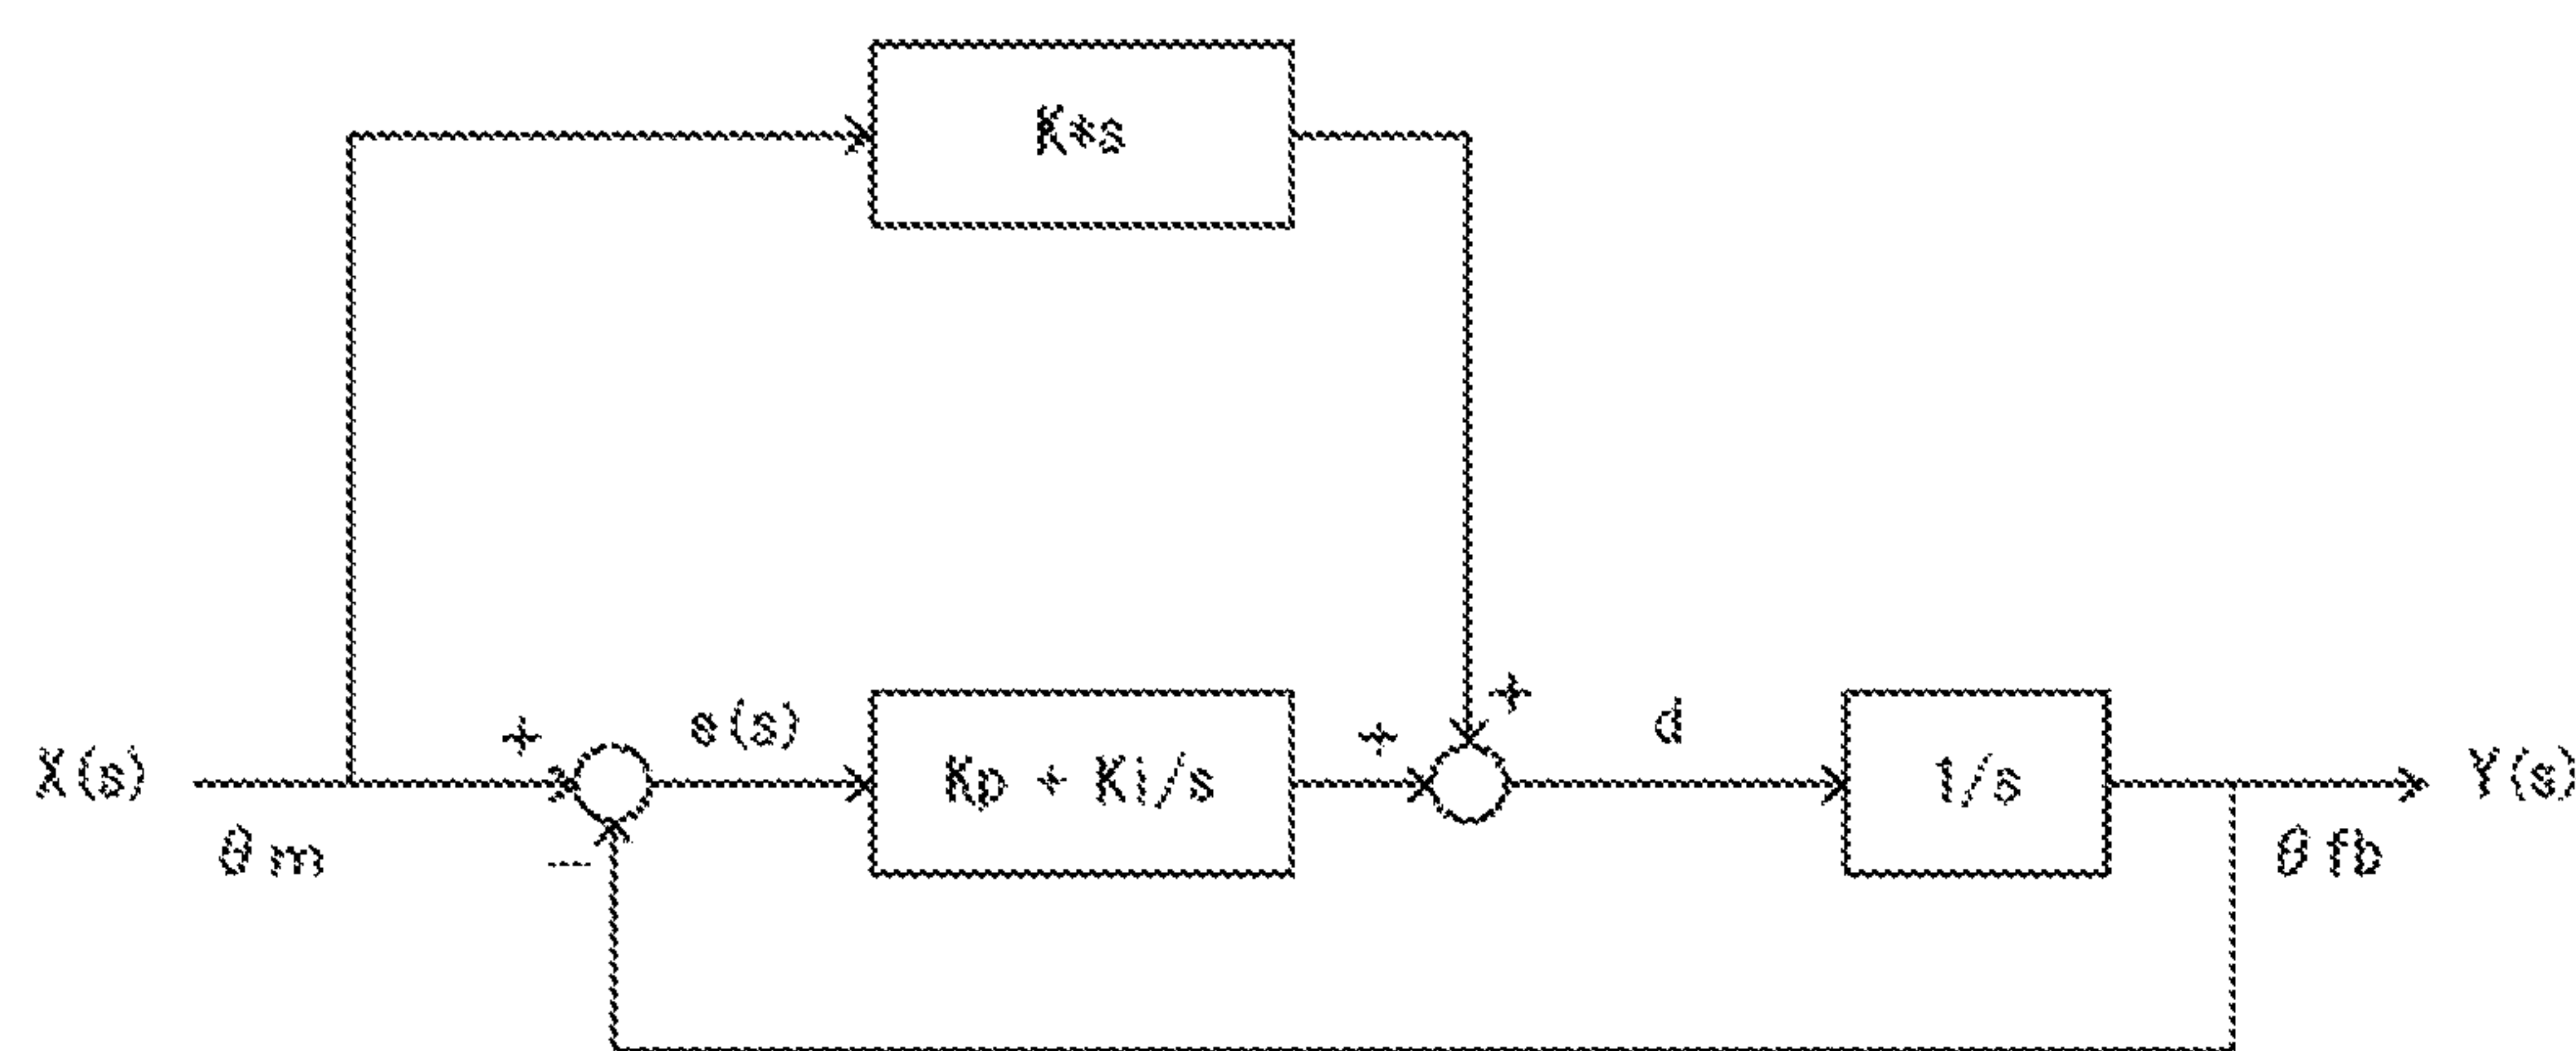 K*s
+
X(s)
+
e(s)
Kp + Ki/s
+
d
1/s
Y(s)
θm
−
θfb